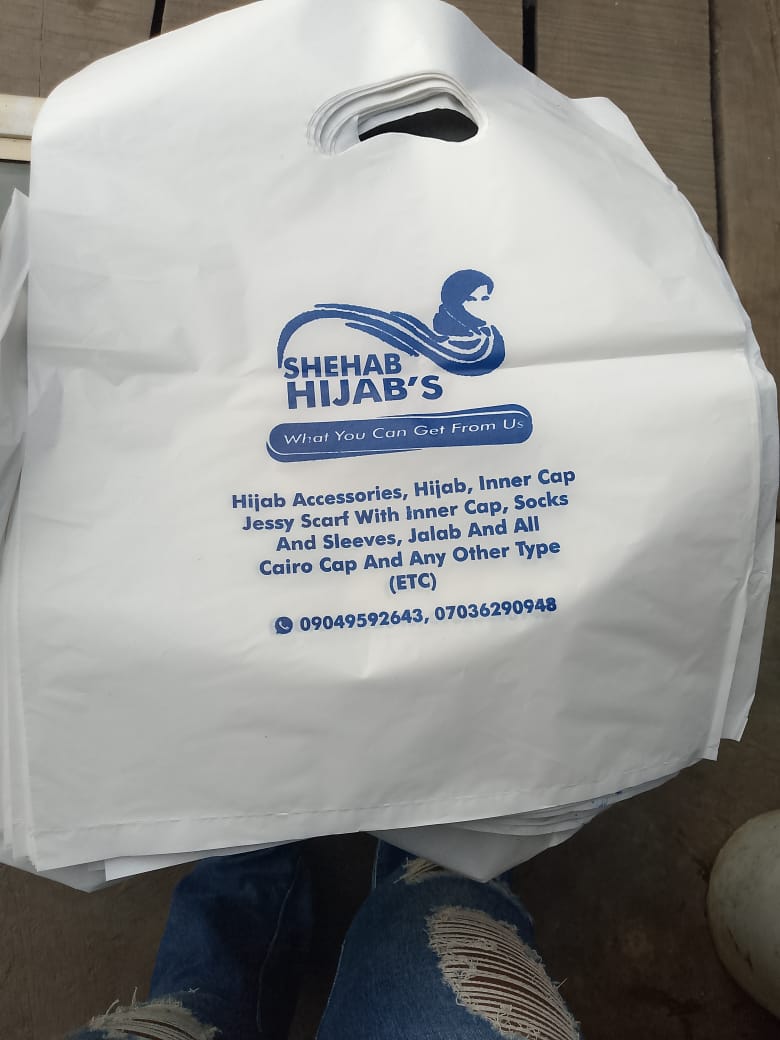 SHEHAB
HIJAB'S
What You Can Get From Us
Hijab Accessories, Hijab, Inner Cap
Jessy Scarf With Inner Cap, Socks
And Sleeves, Jalab And All
Cairo Cap And Any Other Type
(ETC)
09049592643, 07036290948